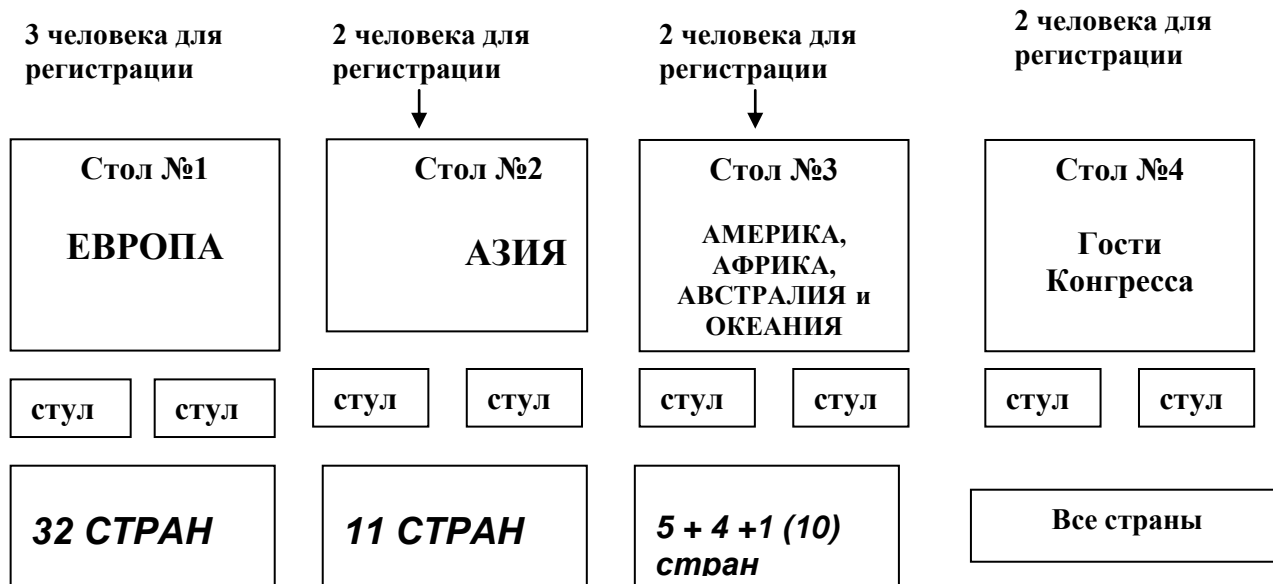 3 человека для
регистрации
2 человека для
регистрации
2 человека для
регистрации
2 человека для
регистрации
Стол №1
ЕВРОПА
Стол №2
АЗИЯ
Стол №3
АМЕРИКА,
АФРИКА,
АВСТРАЛИЯ и
ОКЕАНИЯ
Стол №4
Гости
Конгресса
стул
стул
стул
стул
стул
стул
стул
стул
32 СТРАН
11 СТРАН
5 + 4 +1 (10)
стран
Все страны